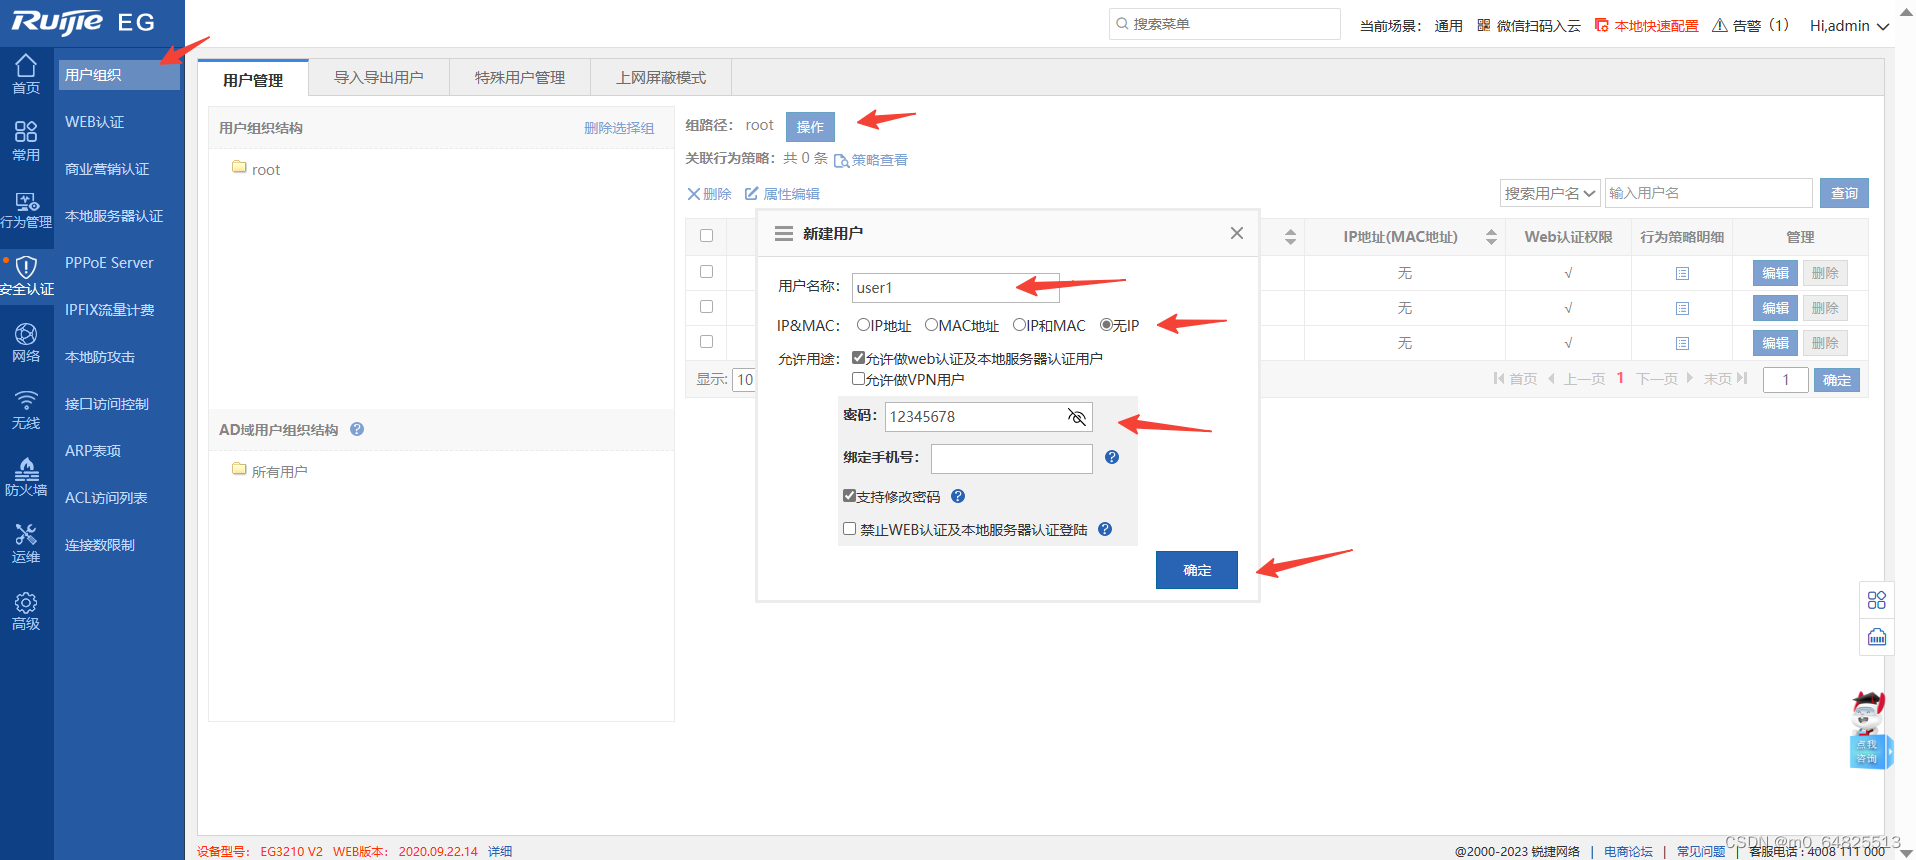 Ruijie EG
搜索菜单
当前场景： 通用 微信扫码入云 本地快速配置 告警（1） Hi,admin
首页
常用
行为管理
安全认证
网络
无线
防火墙
运维
高级
用户组织
WEB认证
商业营销认证
本地服务器认证
PPPoE Server
IPFIX流量计费
本地防攻击
接口访问控制
ARP表项
ACL访问列表
连接数限制
用户管理 导入导出用户 特殊用户管理 上网屏蔽模式
用户组织结构 删除选择组
root
AD域用户组织结构 ?
所有用户
组路径： root 操作
关联行为策略：共 0 条 策略查看
删除 属性编辑
搜索用户名 输入用户名 查询
IP地址(MAC地址) Web认证权限 行为策略明细 管理
无 √ 编辑 删除
无 √ 编辑 删除
无 √ 编辑 删除
显示: 10
首页 上一页 1 下一页 末页 1 确定
新建用户
用户名称： user1
IP&MAC： IP地址 MAC地址 IP和MAC 无IP
允许用途： 允许做web认证及本地服务器认证用户
允许做VPN用户
密码： 12345678
绑定手机号： ?
支持修改密码 ?
禁止WEB认证及本地服务器认证登陆 ?
确定
点我
咨询
设备型号： EG3210 V2 WEB版本： 2020.09.22.14 详细
@2000-2023 锐捷网络 | 电商论坛 | 常见问题 | 客服电话 : 4008 111 000
CSDN @m0_64825513